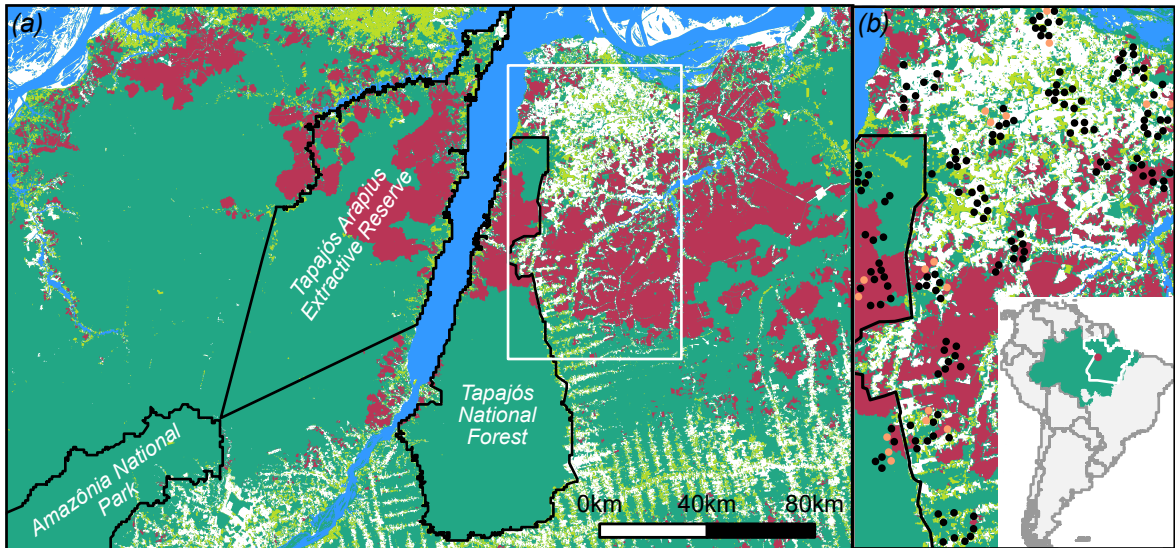 (a)
(b)
Tapajós Arapius
Extractive Reserve
Tapajós
National
Forest
Amazônia National
Park
0km 40km 80km